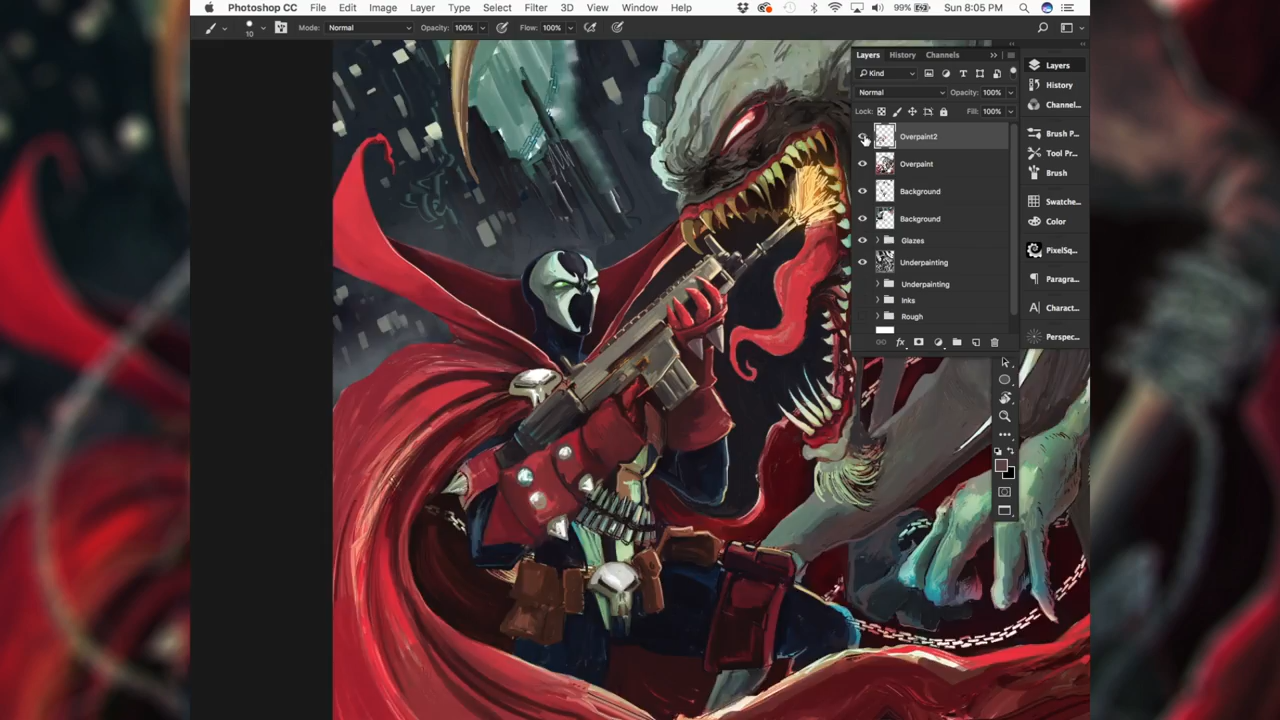 Photoshop CC File Edit Image Layer Type Select Filter 3D View Window Help 99% Sun 8:05 PM
10 Mode: Normal Opacity: 100% Flow: 100%
Layers History Channels
Kind
Normal Opacity: 100%
Lock: Fill: 100%
Overpaint2
Overpaint
Background
Background
Glazes
Underpainting
Underpainting
Inks
Rough
fx
Layers
History
Channel...
Brush P...
Tool Pr...
Brush
Swatche...
Color
PixelSq...
Paragra...
Charact...
Perspec...